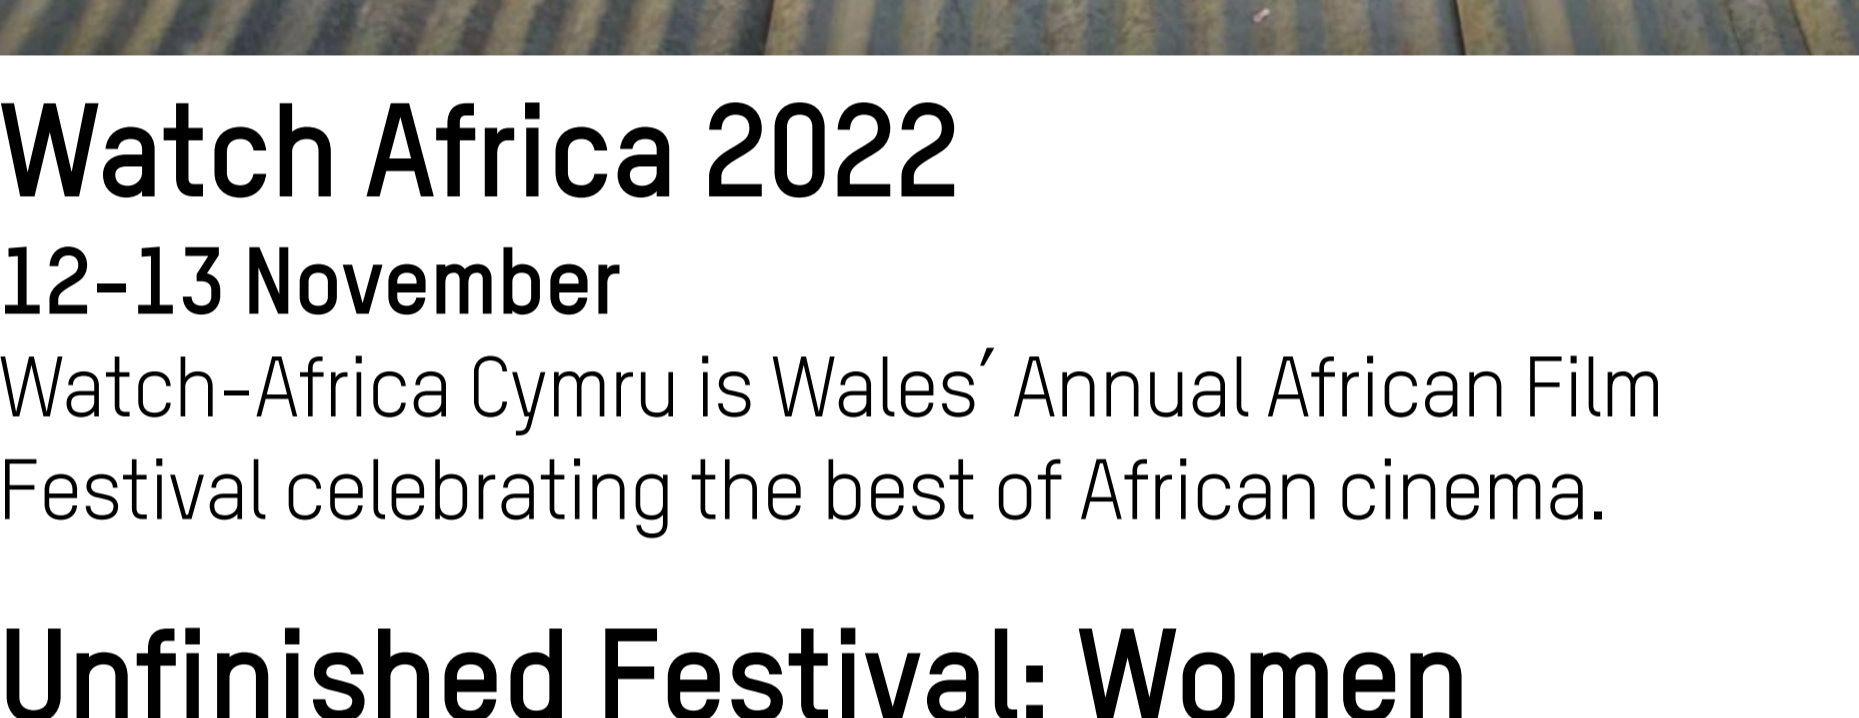 Watch Africa 2022
12–13 November
Watch-Africa Cymru is Wales’ Annual African Film
Festival celebrating the best of African cinema.
Unfinished Festival: Women